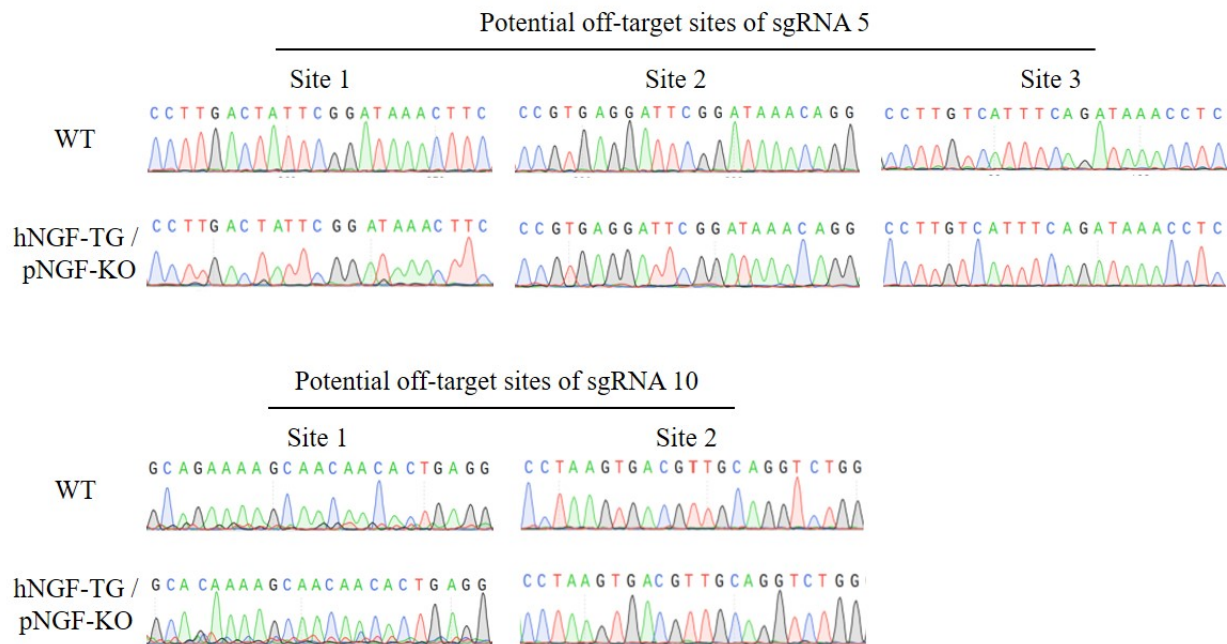 Potential off-target sites of sgRNA 5
Site 1 Site 2 Site 3
WT
CCTTGACTATTCGGATAAACTTC CCGTGAGGATTCGGATAAACAGG CCTTGTCATTTCAGATAAACCTC
hNGF-TG /
pNGF-KO
CCTTGACTATTCGGATAAACTTC CCGTGAGGATTCGGATAAACAGG CCTTGTCATTTCAGATAAACCTC
Potential off-target sites of sgRNA 10
Site 1 Site 2
WT
GCAGAAAAGCAACAACACTGAGG CCTAAGTGACGTTGCAGGTCTGG
hNGF-TG /
pNGF-KO
GCACAAAAGCAACAACACTGAGG CCTAAGTGACGTTGCAGGTCTGG